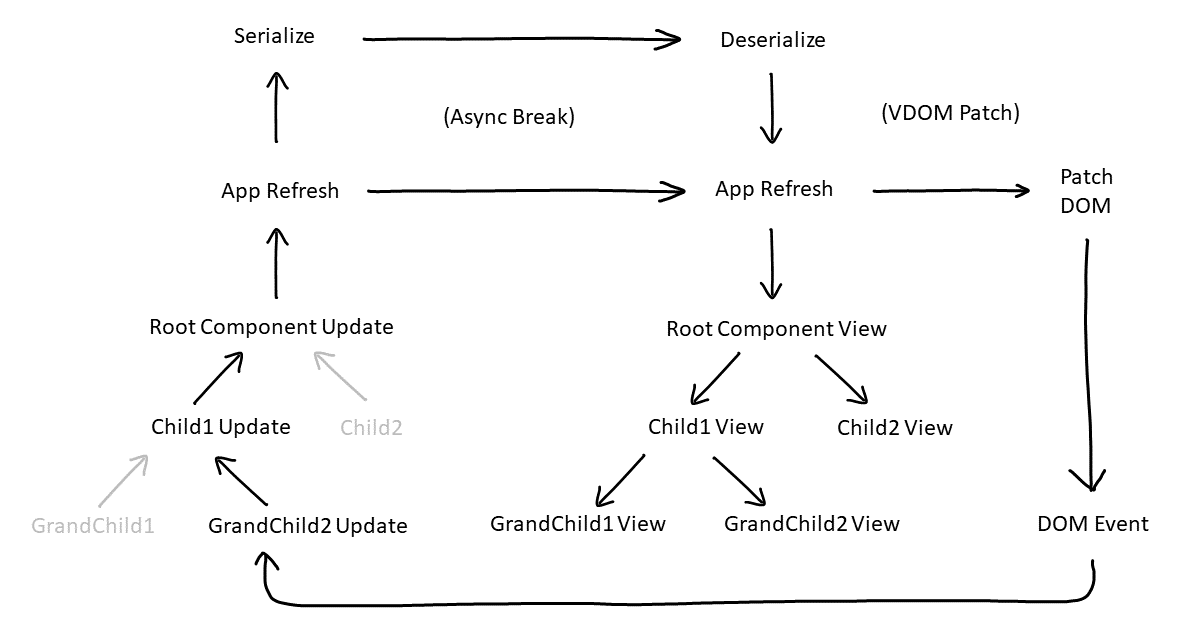 Serialize
Deserialize
(Async Break)
(VDOM Patch)
App Refresh
App Refresh
Patch
DOM
Root Component Update
Root Component View
Child1 Update
Child2
Child1 View
Child2 View
GrandChild1
GrandChild2 Update
GrandChild1 View
GrandChild2 View
DOM Event